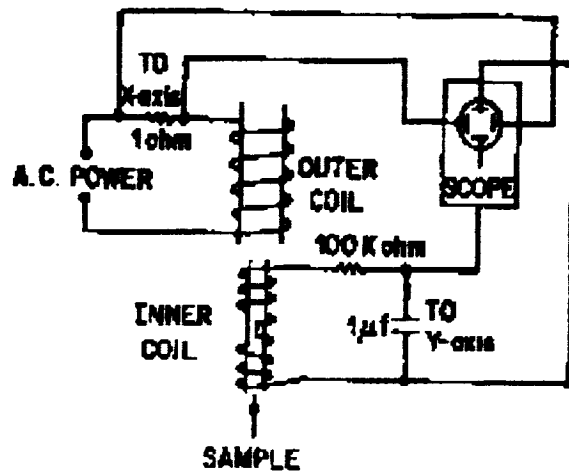 TO
X-axis
1 ohm
A.C. POWER
OUTER
COIL
SCOPE
100 K ohm
INNER
COIL
1μf
TO
Y-axis
SAMPLE